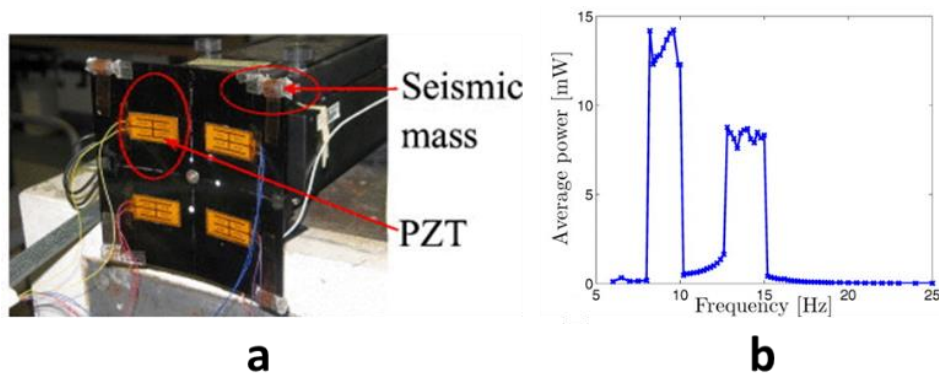 Seismic
mass
PZT
a
Average power [mW]
15
10
5
0
5
10
15
20
25
Frequency [Hz]
b